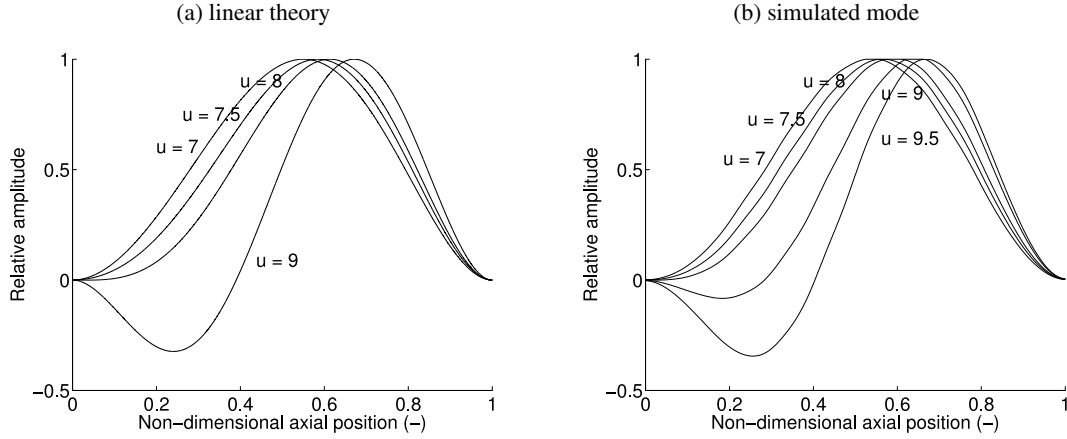 (a) linear theory
1
u = 8
u = 7.5
u = 7
0.5
u = 9
0
−0.5
0
0.2
0.4
0.6
0.8
1
Relative amplitude
Non−dimensional axial position (−)
(b) simulated mode
1
u = 8
u = 9
u = 7.5
u = 9.5
u = 7
0.5
0
−0.5
0
0.2
0.4
0.6
0.8
1
Relative amplitude
Non−dimensional axial position (−)